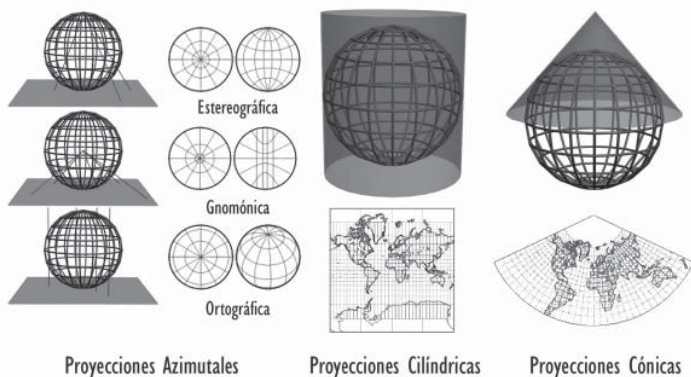 Estereográfica
Gnomónica
Ortográfica
Proyecciones Azimutales
Proyecciones Cilíndricas
Proyecciones Cónicas